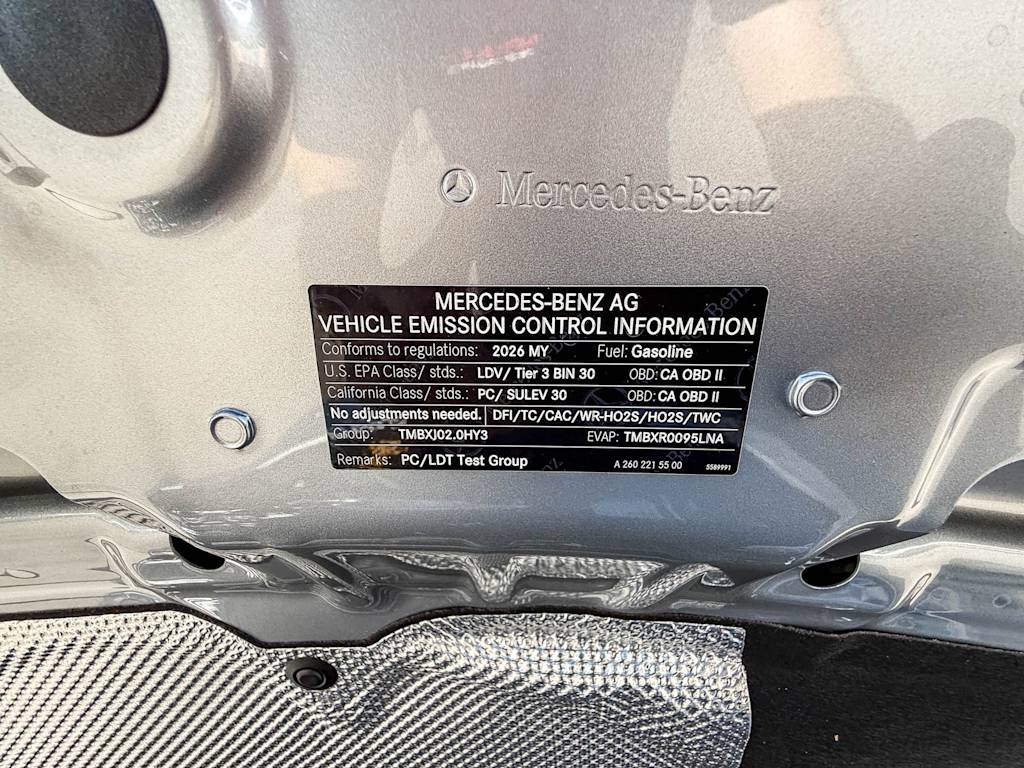 Mercedes-Benz
MERCEDES-BENZ AG
VEHICLE EMISSION CONTROL INFORMATION
Conforms to regulations: 2026 MY Fuel: Gasoline
U.S. EPA Class/ stds.: LDV/ Tier 3 BIN 30 OBD: CA OBD II
California Class/ stds.: PC/ SULEV 30 OBD: CA OBD II
No adjustments needed. DFI/TC/CAC/WR-HO2S/HO2S/TWC
Group: TMBXJ02.0HY3 EVAP: TMBXR0095LNA
Remarks: PC/LDT Test Group A 260 221 55 00 5589991